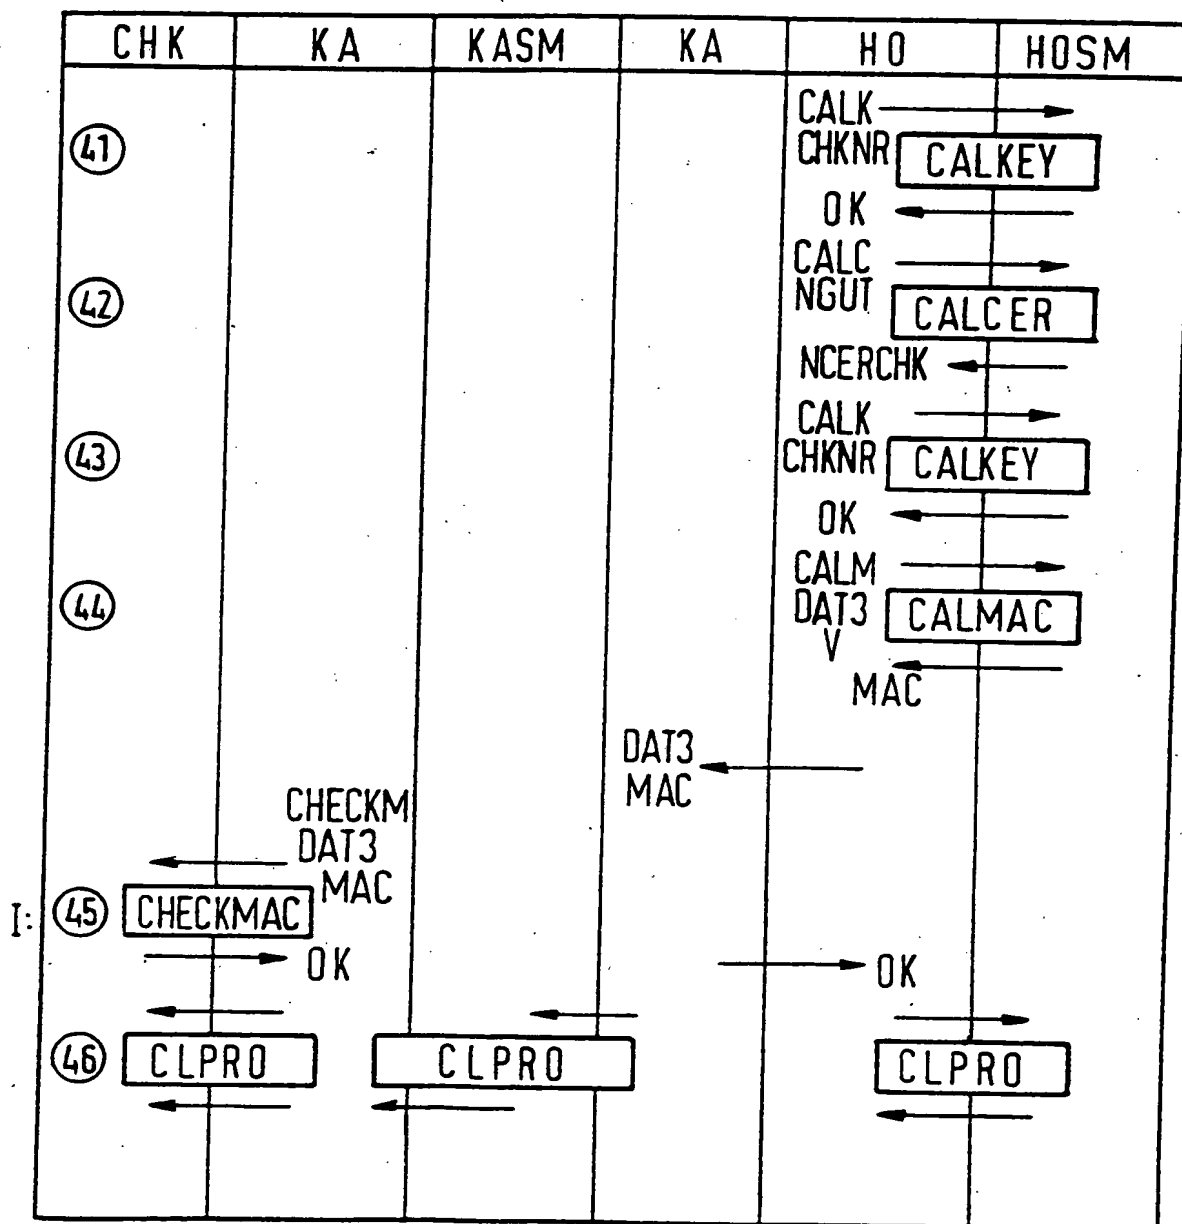 CHK KA KASM KA HO HOSM
CALK
41 CHKNR CALKEY
OK
CALC
42 NGUT CALCER
NCERCHK
CALK
43 CHKNR CALKEY
OK
CALM
44 DAT3 CALMAC
V
MAC
DAT3
MAC
CHECKM
DAT3
MAC
I: 45 CHECKMAC
OK OK
46 CLPRO CLPRO CLPRO